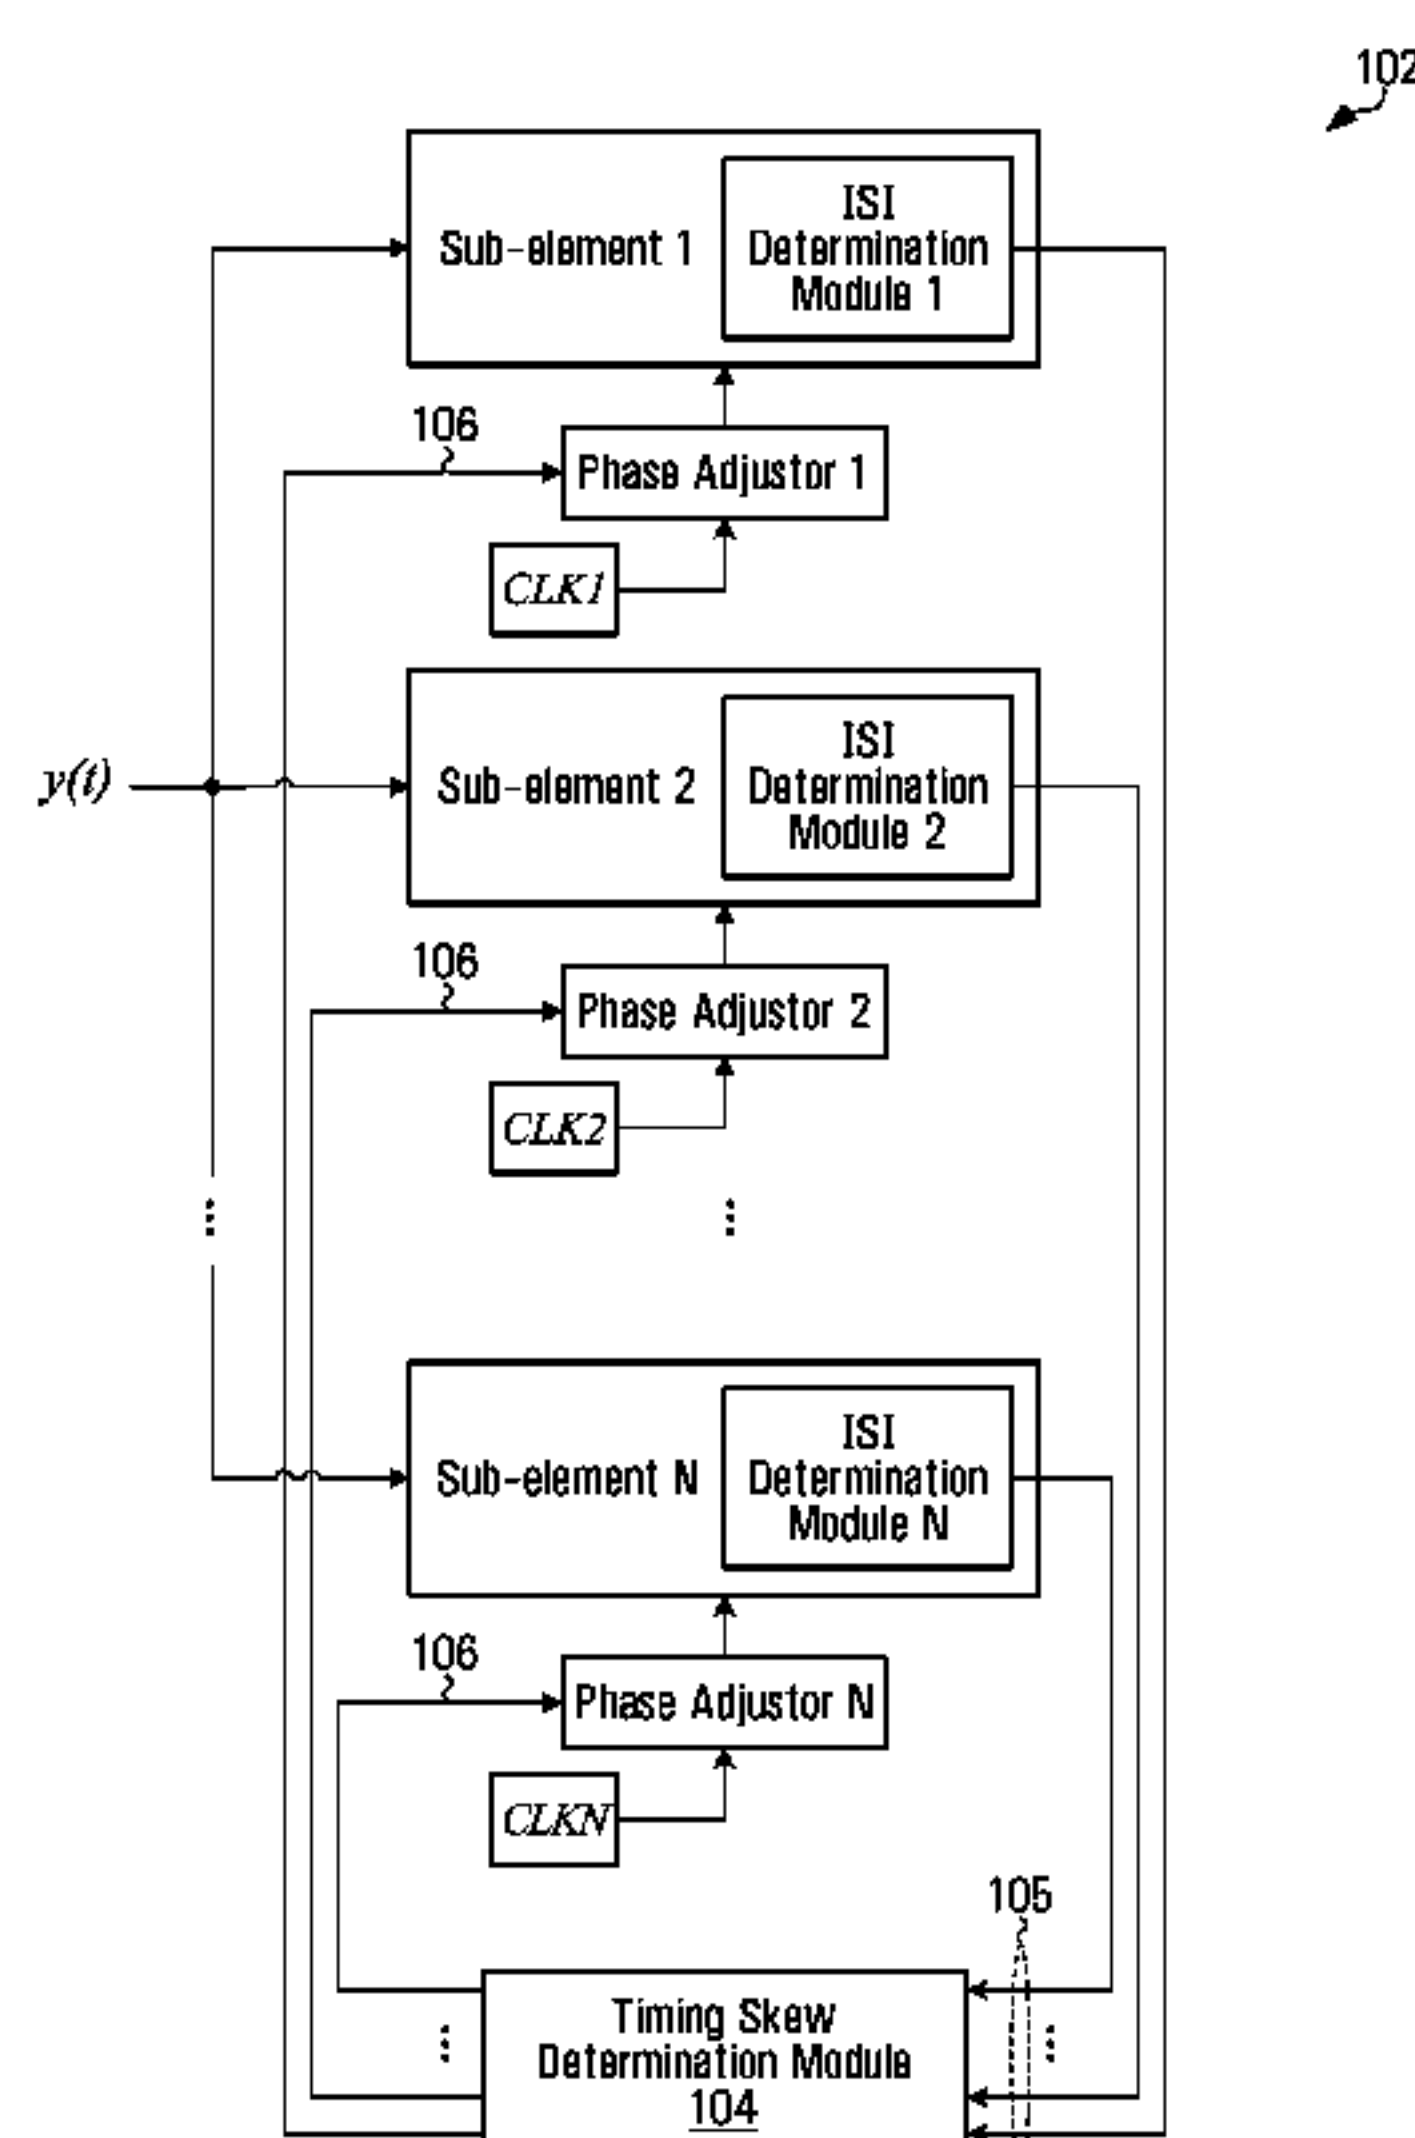 102
Sub-element 1
ISI
Determination
Module 1
106
Phase Adjustor 1
CLK1
y(t)
Sub-element 2
ISI
Determination
Module 2
106
Phase Adjustor 2
CLK2
Sub-element N
ISI
Determination
Module N
106
Phase Adjustor N
CLKN
105
Timing Skew
Determination Module
104